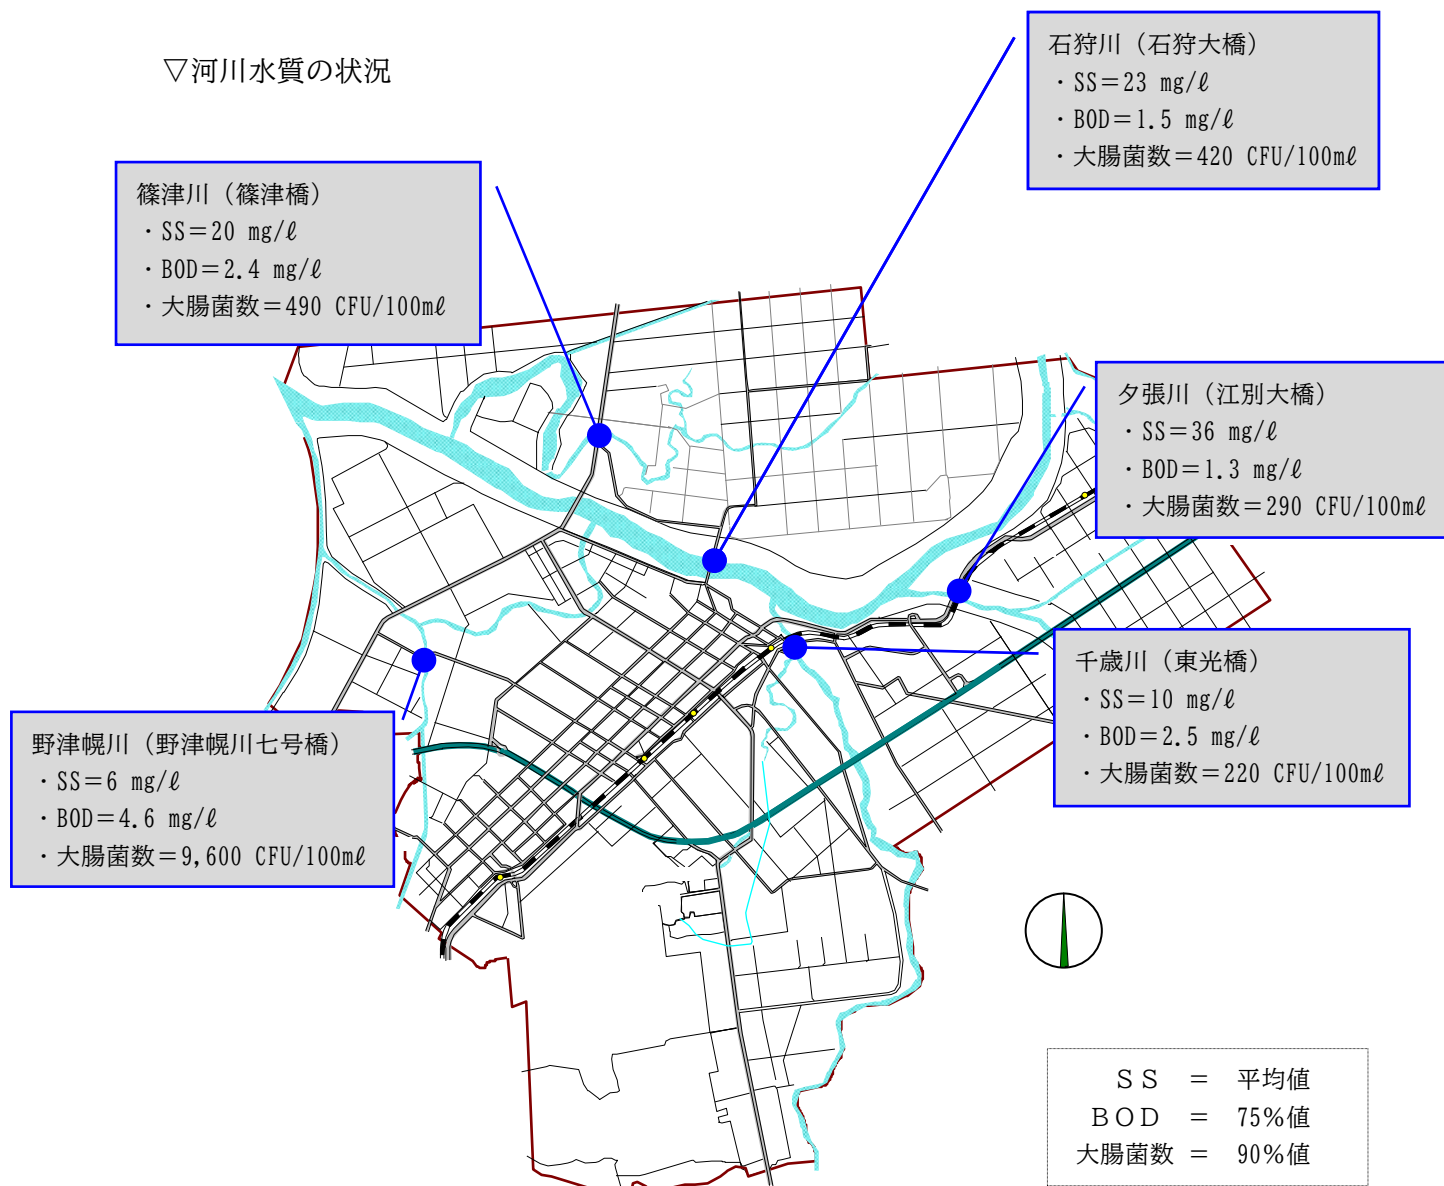 ▽河川水質の状況
石狩川（石狩大橋）
・SS＝23 mg/ℓ
・BOD＝1.5 mg/ℓ
・大腸菌数＝420 CFU/100mℓ
篠津川（篠津橋）
・SS＝20 mg/ℓ
・BOD＝2.4 mg/ℓ
・大腸菌数＝490 CFU/100mℓ
夕張川（江別大橋）
・SS＝36 mg/ℓ
・BOD＝1.3 mg/ℓ
・大腸菌数＝290 CFU/100mℓ
千歳川（東光橋）
・SS＝10 mg/ℓ
・BOD＝2.5 mg/ℓ
・大腸菌数＝220 CFU/100mℓ
野津幌川（野津幌川七号橋）
・SS＝6 mg/ℓ
・BOD＝4.6 mg/ℓ
・大腸菌数＝9,600 CFU/100mℓ
ＳＳ ＝ 平均値
ＢＯＤ ＝ 75%値
大腸菌数 ＝ 90%値